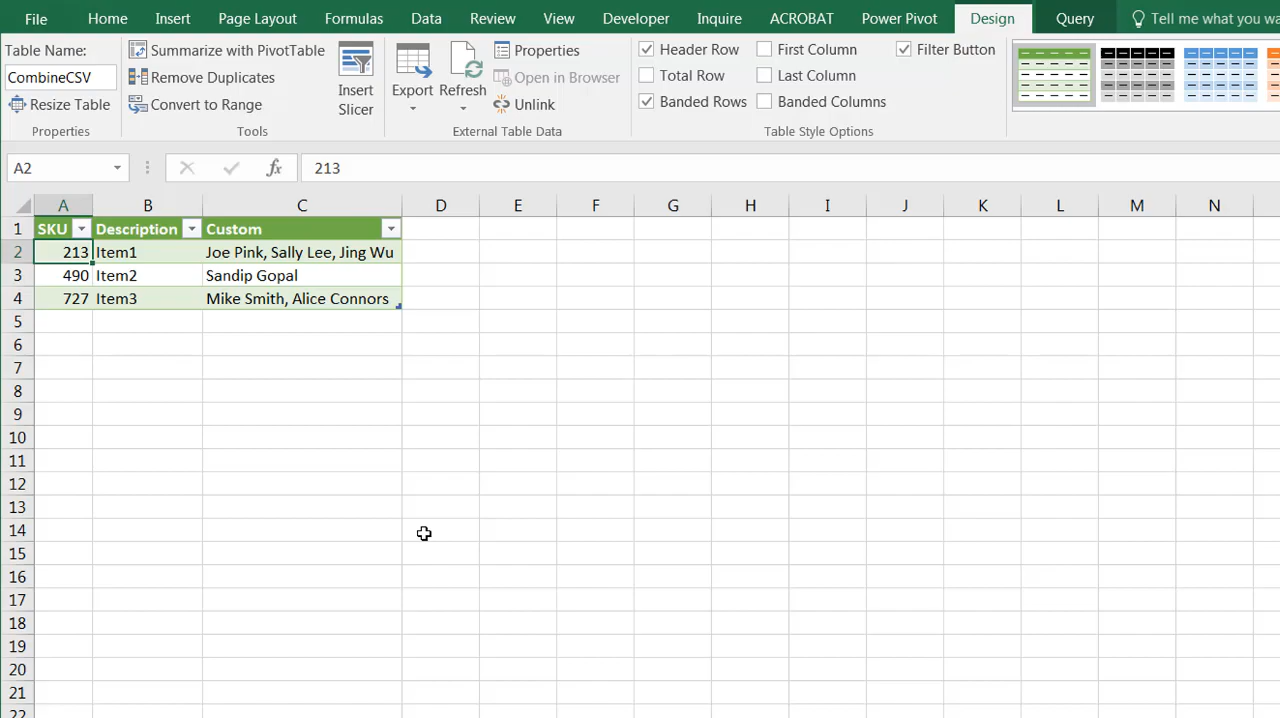 File Home Insert Page Layout Formulas Data Review View Developer Inquire ACROBAT Power Pivot Design Query Tell me what you wa
Table Name:
CombineCSV
Resize Table
Properties
Summarize with PivotTable
Remove Duplicates
Convert to Range
Tools
Insert
Slicer
Export
Refresh
Properties
Open in Browser
Unlink
External Table Data
Header Row
Total Row
Banded Rows
First Column
Last Column
Banded Columns
Filter Button
Table Style Options
A2 fx 213
A B C D E F G H I J K L M N
1 SKU Description Custom
2 213 Item1 Joe Pink, Sally Lee, Jing Wu
3 490 Item2 Sandip Gopal
4 727 Item3 Mike Smith, Alice Connors
5
6
7
8
9
10
11
12
13
14
15
16
17
18
19
20
21
22